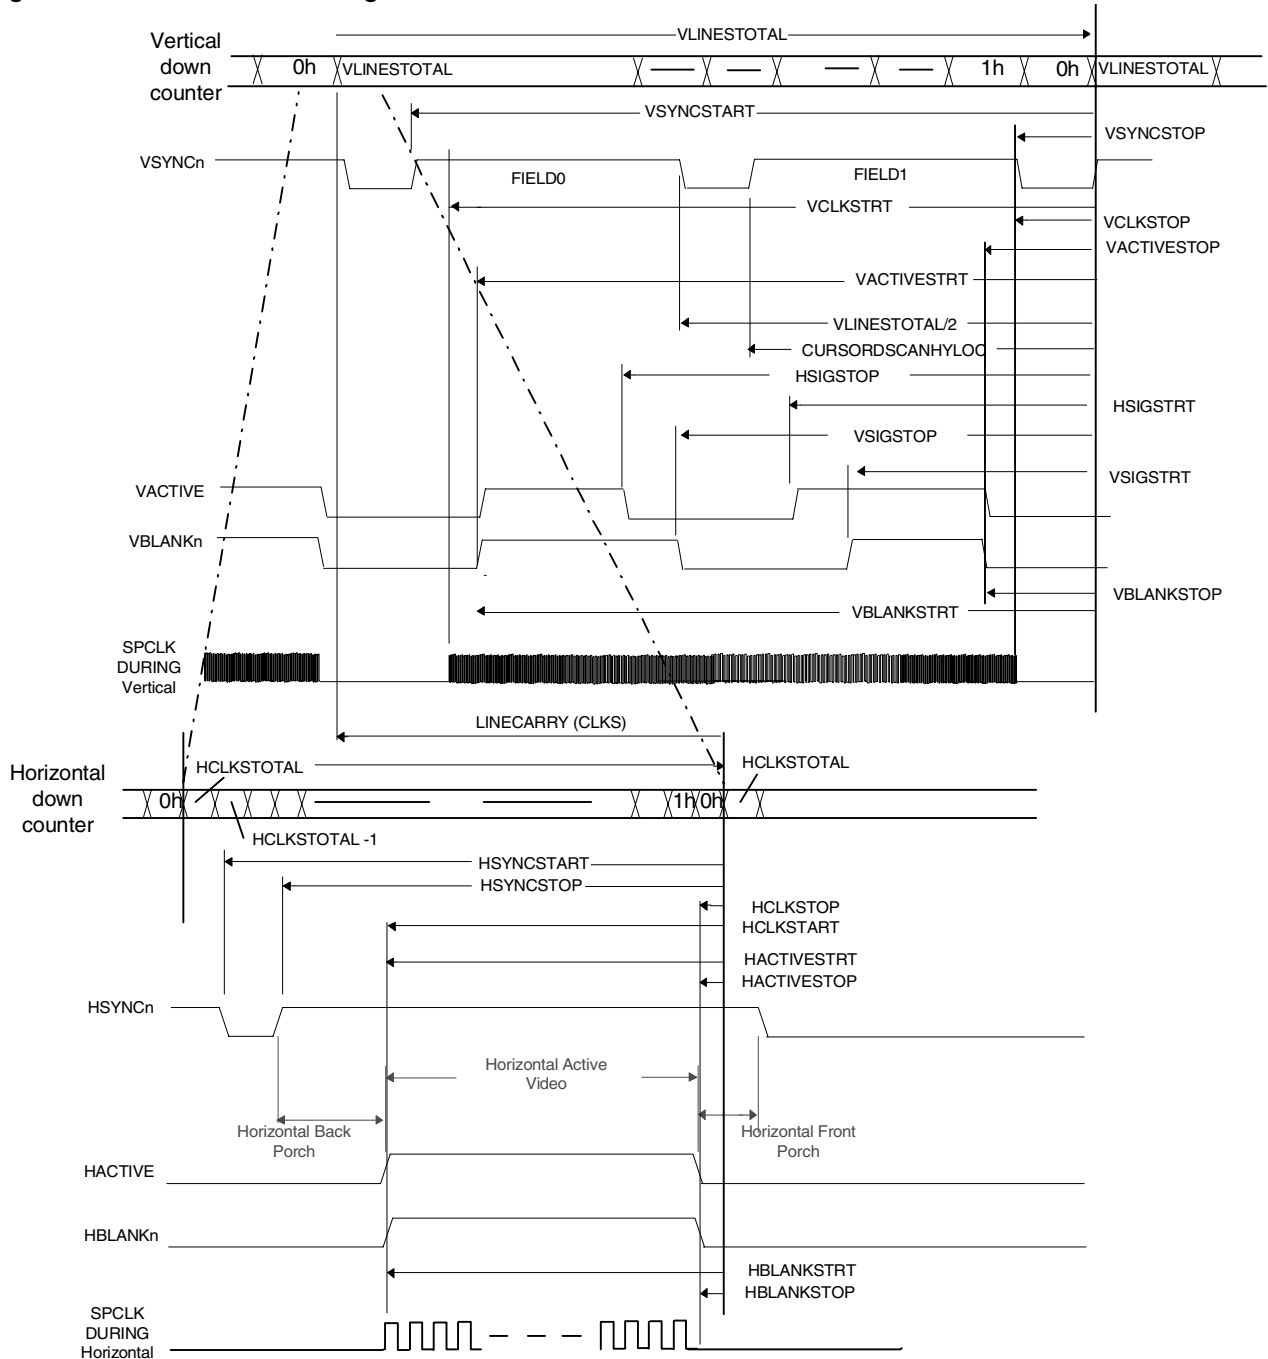 VLINESTOTAL
Vertical
down
counter
0h
VLINESTOTAL
1h
0h
VLINESTOTAL
VSYNCSTART
VSYNCSTOP
VSYNCn
FIELD0
FIELD1
VCLKSTRT
VCLKSTOP
VACTIVESTOP
VACTIVESTRT
VLINESTOTAL/2
CURSORDSCANHYLOC
HSIGSTOP
HSIGSTRT
VSIGSTOP
VSIGSTRT
VACTIVE
VBLANKn
VBLANKSTOP
VBLANKSTRT
SPCLK
DURING
Vertical
LINECARRY (CLKS)
HCLKSTOTAL
HCLKSTOTAL
Horizontal
down
counter
0h
1h
0h
HCLKSTOTAL -1
HSYNCSTART
HSYNCSTOP
HCLKSTOP
HCLKSTART
HACTIVESTRT
HACTIVESTOP
HSYNCn
Horizontal Active
Video
Horizontal Back
Porch
Horizontal Front
Porch
HACTIVE
HBLANKn
HBLANKSTRT
HBLANKSTOP
SPCLK
DURING
Horizontal